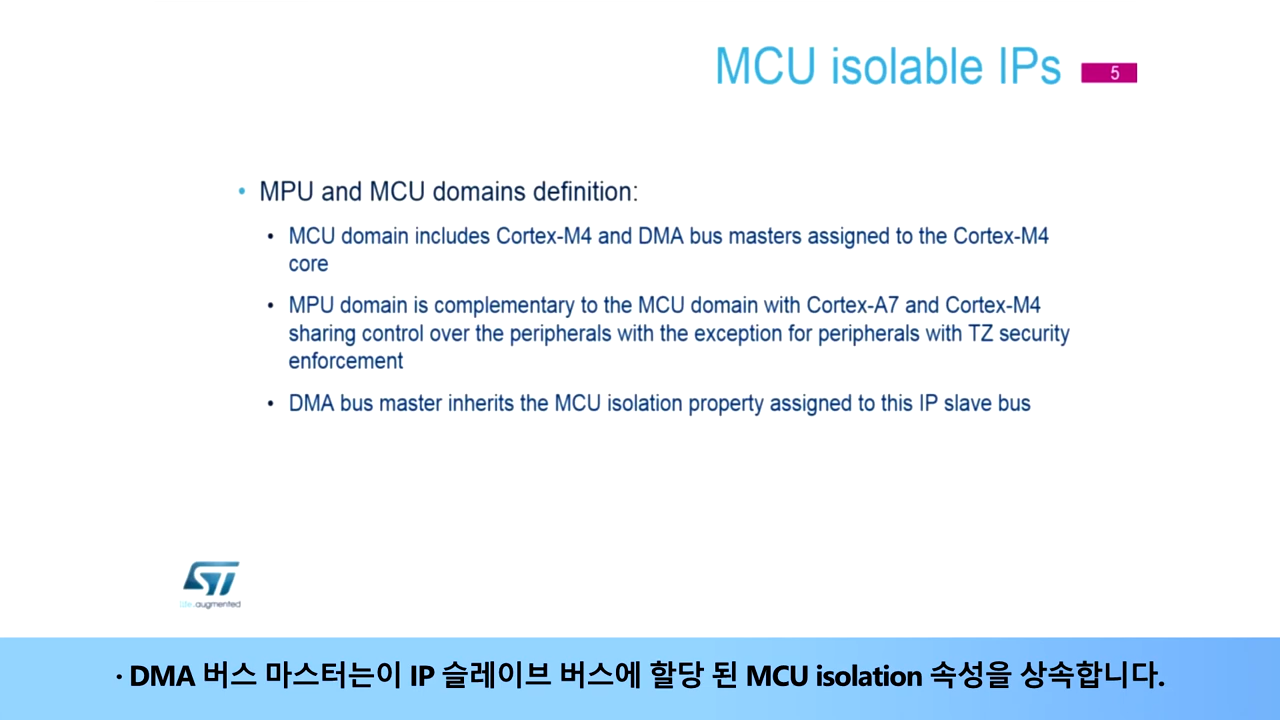 MCU isolable IPs
5
• MPU and MCU domains definition:
• MCU domain includes Cortex-M4 and DMA bus masters assigned to the Cortex-M4
core
• MPU domain is complementary to the MCU domain with Cortex-A7 and Cortex-M4
sharing control over the peripherals with the exception for peripherals with TZ security
enforcement
• DMA bus master inherits the MCU isolation property assigned to this IP slave bus
ST
life.augmented
· DMA 버스 마스터는이 IP 슬레이브 버스에 할당 된 MCU isolation 속성을 상속합니다.